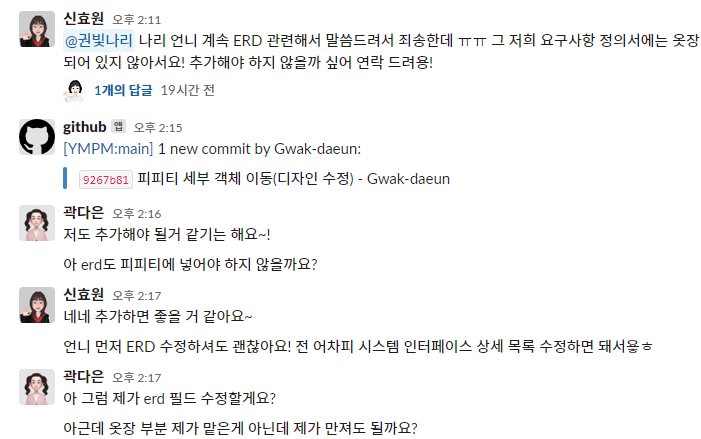 신효원 오후 2:11
@권빛나리 나리 언니 계속 ERD 관련해서 말씀드려서 죄송한데 ㅠㅠ 그 저희 요구사항 정의서에는 옷장
되어 있지 않아서요! 추가해야 하지 않을까 싶어 연락 드려용!
1개의 답글 19시간 전
github 앱 오후 2:15
[YMPM:main] 1 new commit by Gwak-daeun:
9267b81 피피티 세부 객체 이동(디자인 수정) - Gwak-daeun
곽다은 오후 2:16
저도 추가해야 될거 같기는 해요~!
아 erd도 피피티에 넣어야 하지 않을까요?
신효원 오후 2:17
네네 추가하면 좋을 거 같아요~
언니 먼저 ERD 수정하셔도 괜찮아요! 전 어차피 시스템 인터페이스 상세 목록 수정하면 돼서욯ㅎ
곽다은 오후 2:17
아 그럼 제가 erd 필드 수정할게요?
아근데 옷장 부분 제가 맡은게 아닌데 제가 만져도 될까요?